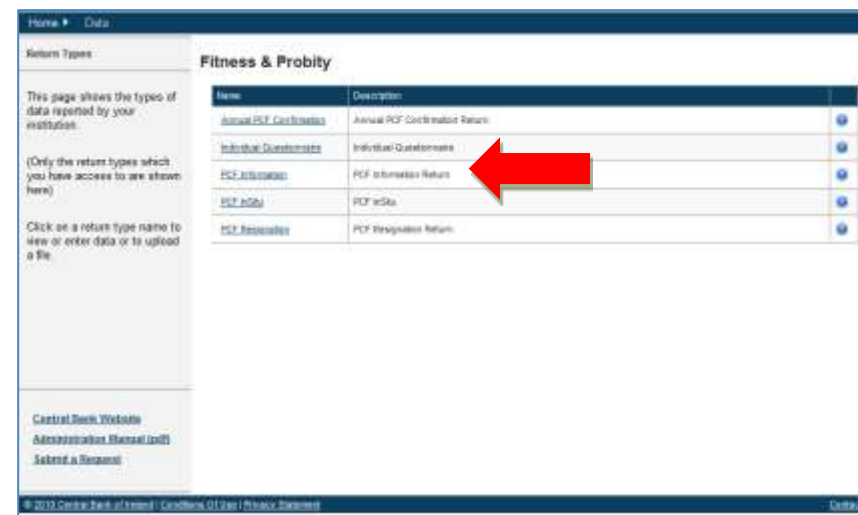 Home ▶ Data
Return Types
This page shows the types of
data reported by your
institution.
(Only the return types which
you have access to are shown
here)
Click on a return type name to
view or enter data or to upload
a file.
Fitness & Probity
Name Description
Annual PCF Confirmation Annual PCF Confirmation Return
Individual Questionnaire Individual Questionnaire
PCF Information PCF Information Return
PCF InSitu PCF InSitu
PCF Resignation PCF Resignation Return
Central Bank Website
Administration Manual (pdf)
Submit a Request
© 2013 Central Bank of Ireland | Conditions Of Use | Privacy Statement